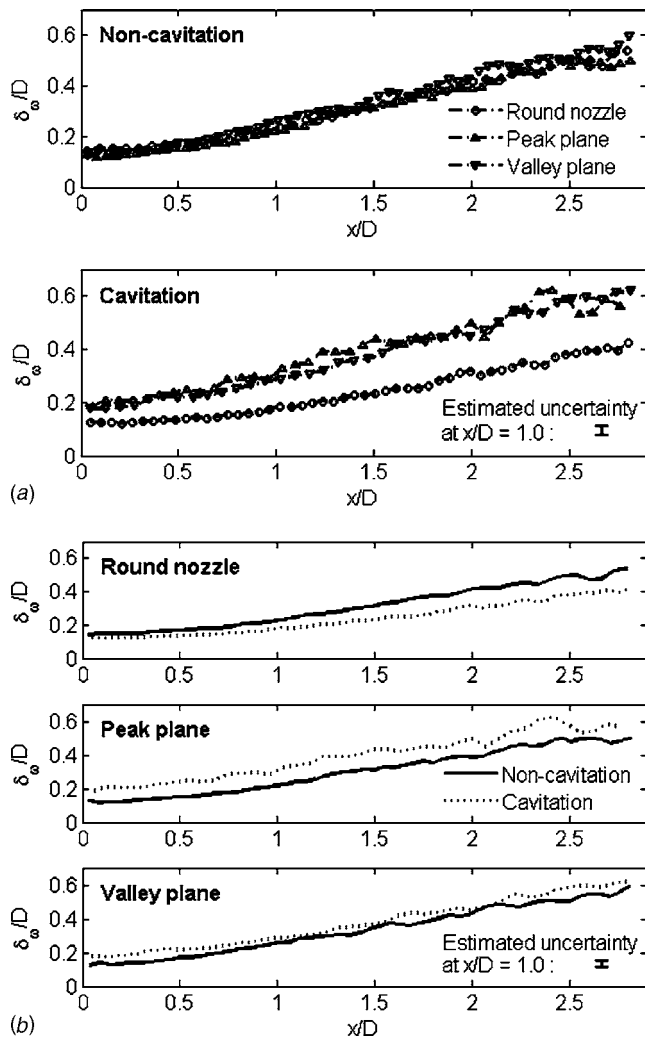 Non-cavitation
0.6
0.4
0.2
0
δω/D
Round nozzle
Peak plane
Valley plane
0 0.5 1 1.5 2 2.5
x/D
Cavitation
0.6
0.4
0.2
0
δω/D
Estimated uncertainty
at x/D = 1.0 :
0 0.5 1 1.5 2 2.5
(a) x/D
Round nozzle
0.6
0.4
0.2
0
δω/D
0 0.5 1 1.5 2 2.5
Peak plane
0.6
0.4
0.2
0
δω/D
Non-cavitation
Cavitation
0 0.5 1 1.5 2 2.5
Valley plane
0.6
0.4
0.2
0
δω/D
Estimated uncertainty
at x/D = 1.0 :
0 0.5 1 1.5 2 2.5
(b) x/D